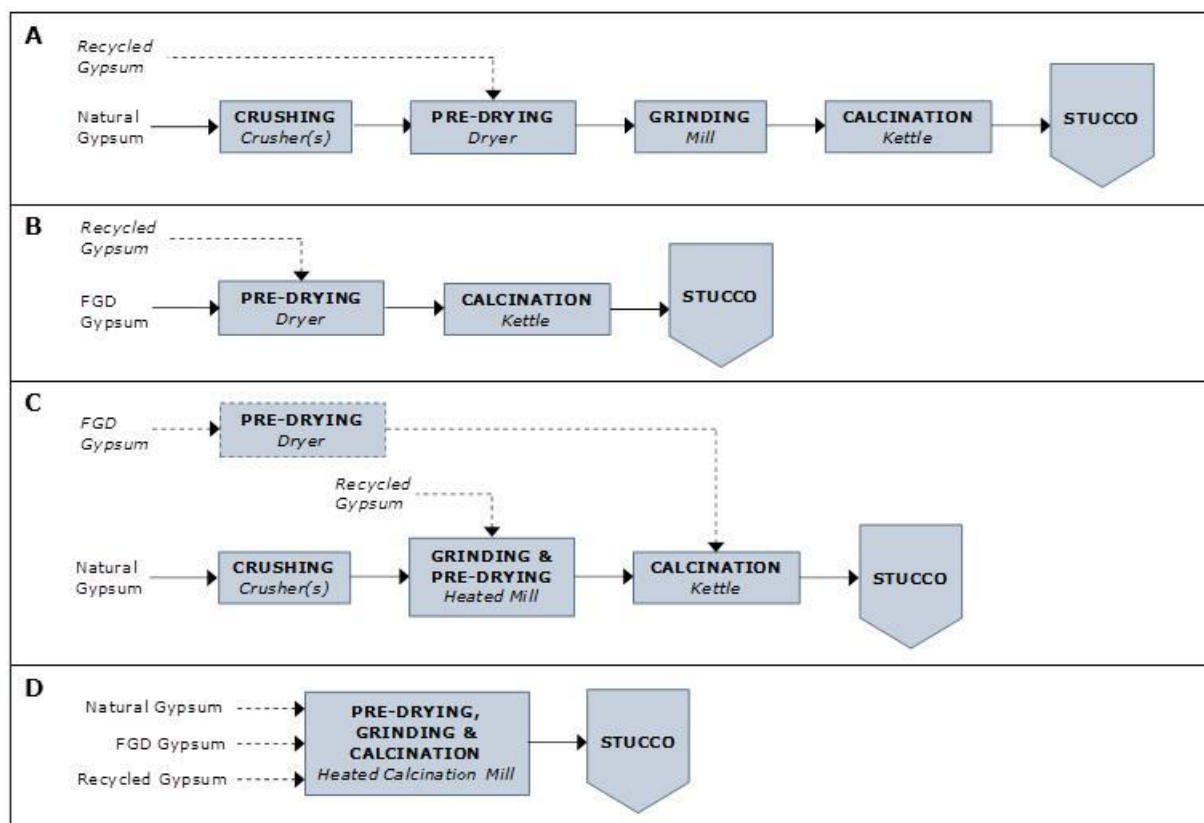 A
Recycled
Gypsum
Natural
Gypsum
CRUSHING
Crusher(s)
PRE-DRYING
Dryer
GRINDING
Mill
CALCINATION
Kettle
STUCCO
B
Recycled
Gypsum
FGD
Gypsum
PRE-DRYING
Dryer
CALCINATION
Kettle
STUCCO
C
FGD
Gypsum
PRE-DRYING
Dryer
Recycled
Gypsum
Natural
Gypsum
CRUSHING
Crusher(s)
GRINDING &
PRE-DRYING
Heated Mill
CALCINATION
Kettle
STUCCO
D
Natural Gypsum
FGD Gypsum
Recycled Gypsum
PRE-DRYING,
GRINDING &
CALCINATION
Heated Calcination Mill
STUCCO